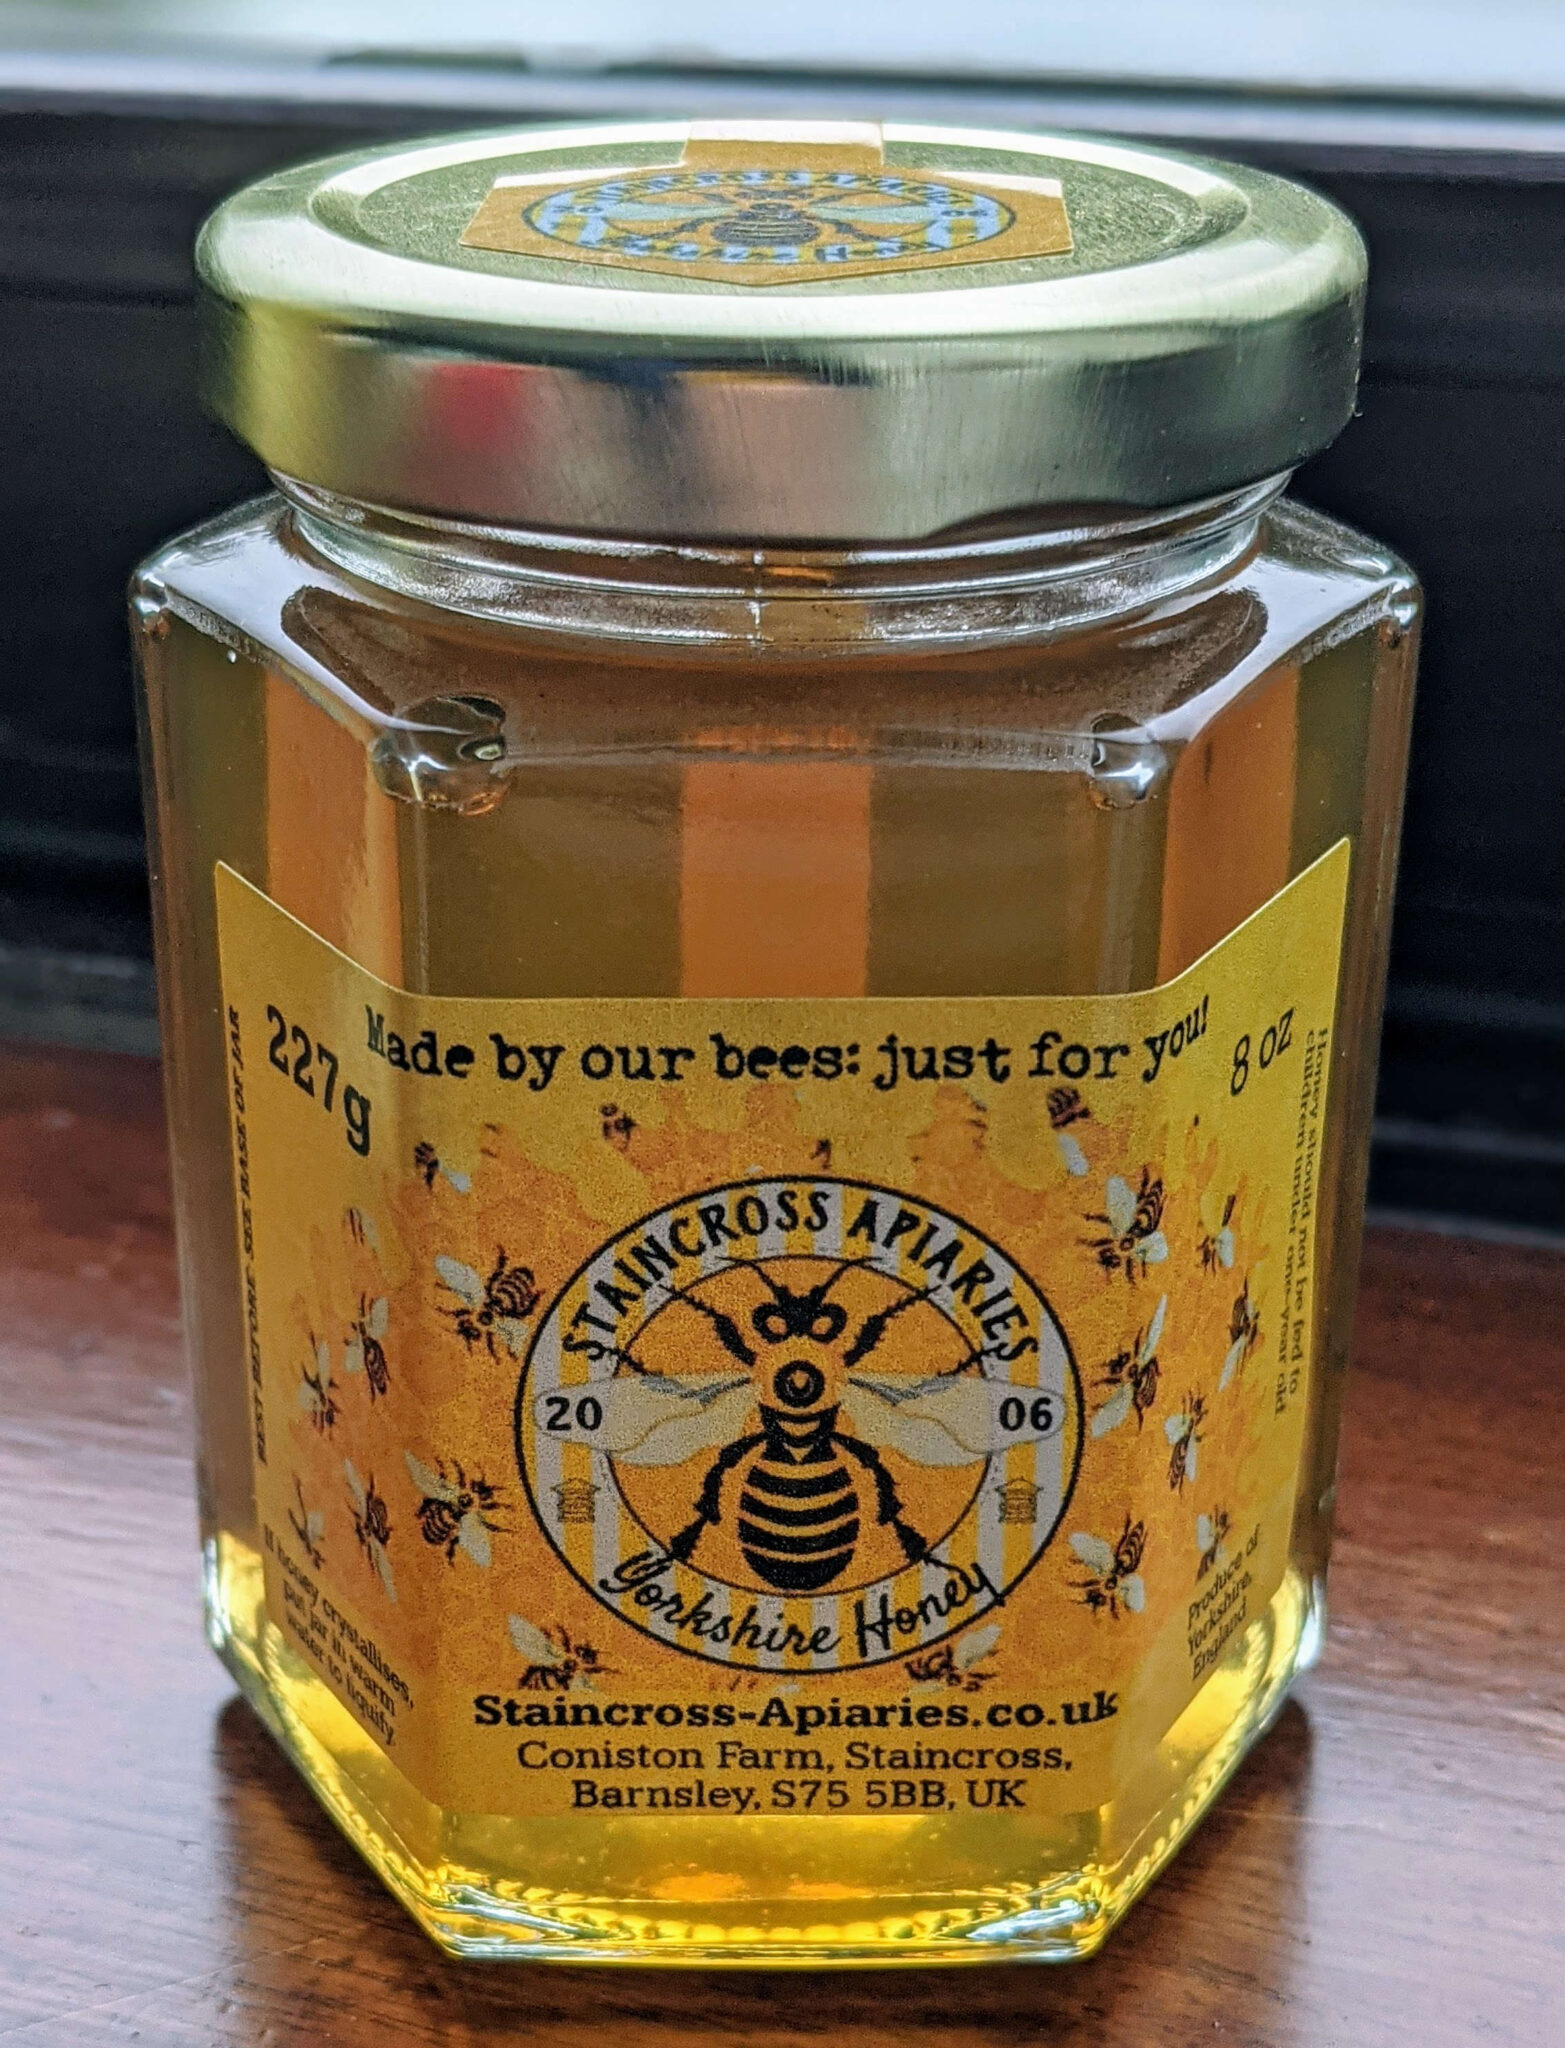 STAINCROSS APIARIES
227g
Made by our bees: just for you!
8 oz
BEST BEFORE: SEE BASE OF JAR
Honey should not be fed to
children under one year old.
STAINCROSS APIARIES
20
06
Yorkshire Honey
If honey crystallises,
put jar in warm
water to liquify.
Produce of
Yorkshire,
England
Staincross-Apiaries.co.uk
Coniston Farm, Staincross,
Barnsley, S75 5BB, UK